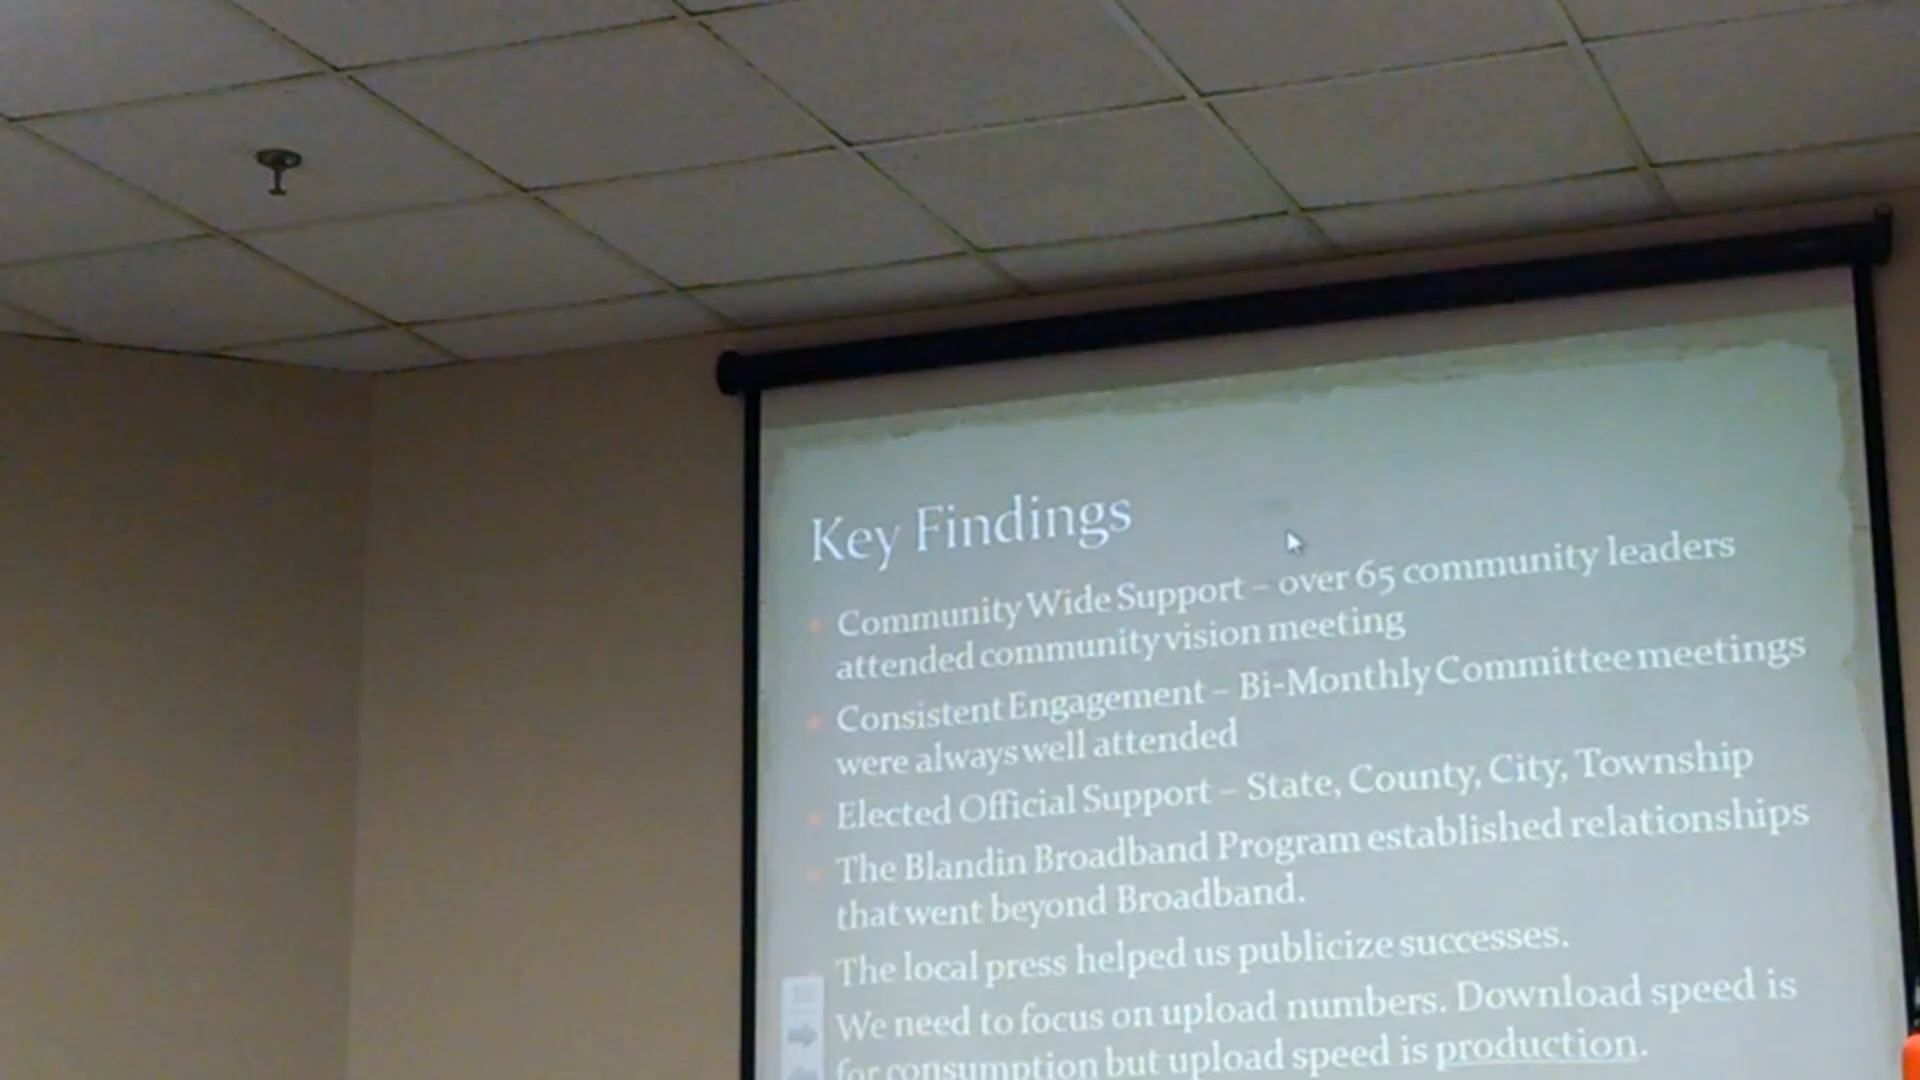 Key Findings
Community Wide Support – over 65 community leaders
attended community vision meeting
Consistent Engagement – Bi-Monthly Committee meetings
were always well attended
Elected Official Support – State, County, City, Township
The Blandin Broadband Program established relationships
that went beyond Broadband.
The local press helped us publicize successes.
We need to focus on upload numbers. Download speed is
for consumption but upload speed is production.